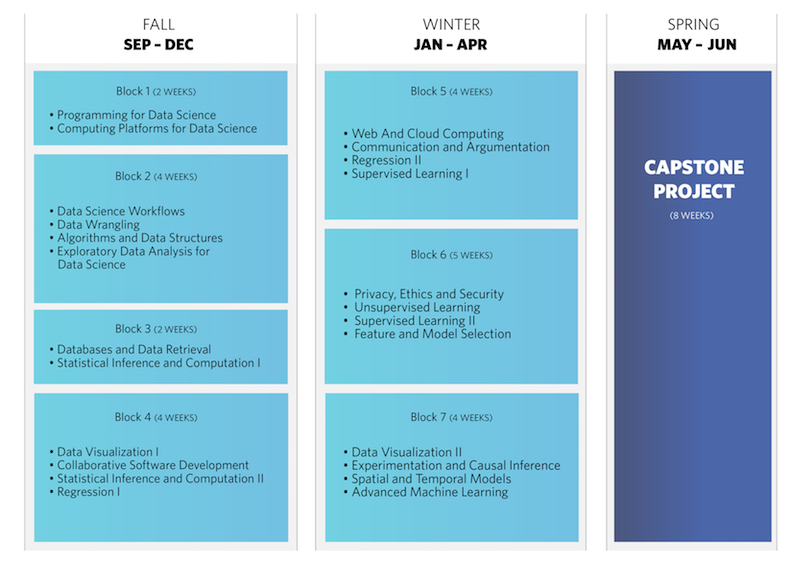 FALL
SEP – DEC
Block 1 (2 WEEKS)
• Programming for Data Science
• Computing Platforms for Data Science
Block 2 (4 WEEKS)
• Data Science Workflows
• Data Wrangling
• Algorithms and Data Structures
• Exploratory Data Analysis for
Data Science
Block 3 (2 WEEKS)
• Databases and Data Retrieval
• Statistical Inference and Computation I
Block 4 (4 WEEKS)
• Data Visualization I
• Collaborative Software Development
• Statistical Inference and Computation II
• Regression I
WINTER
JAN – APR
Block 5 (4 WEEKS)
• Web And Cloud Computing
• Communication and Argumentation
• Regression II
• Supervised Learning I
Block 6 (5 WEEKS)
• Privacy, Ethics and Security
• Unsupervised Learning
• Supervised Learning II
• Feature and Model Selection
Block 7 (4 WEEKS)
• Data Visualization II
• Experimentation and Causal Inference
• Spatial and Temporal Models
• Advanced Machine Learning
SPRING
MAY – JUN
CAPSTONE
PROJECT
(8 WEEKS)